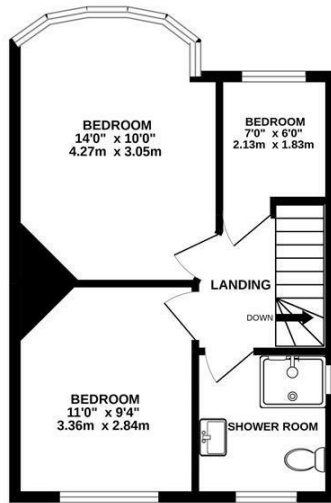 BEDROOM
14'0" x 10'0"
4.27m x 3.05m
BEDROOM
7'0" x 6'0"
2.13m x 1.83m
LANDING
DOWN
BEDROOM
11'0" x 9'4"
3.36m x 2.84m
SHOWER ROOM